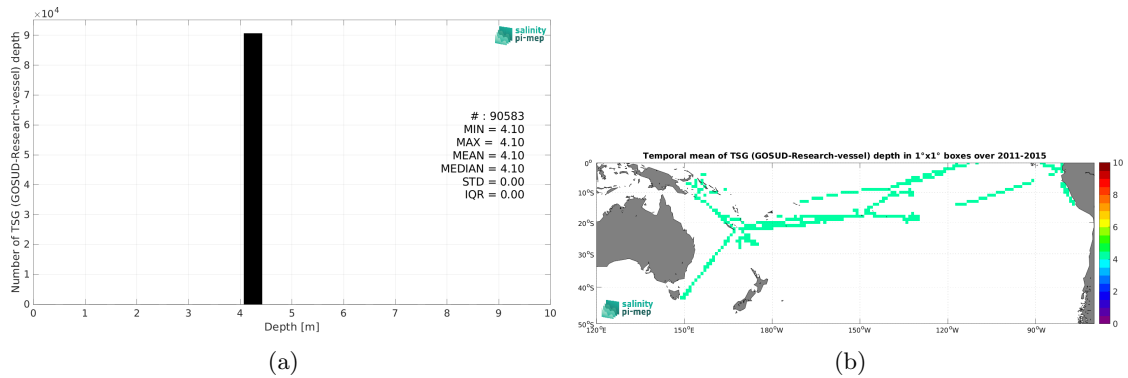 ×10⁴
9
8
7
6
5
4
3
2
1
0
Number of TSG (GOSUD-Research-vessel) depth
salinity
pi-mep
# : 90583
MIN = 4.10
MAX = 4.10
MEAN = 4.10
MEDIAN = 4.10
STD = 0.00
IQR = 0.00
0 1 2 3 4 5 6 7 8 9 10
Depth [m]
(a)
Temporal mean of TSG (GOSUD-Research-vessel) depth in 1°x1° boxes over 2011-2015
0°
10°S
20°S
30°S
40°S
50°S
salinity
pi-mep
120°E 150°E 180°W 150°W 120°W 90°W
10
8
6
4
2
0
(b)